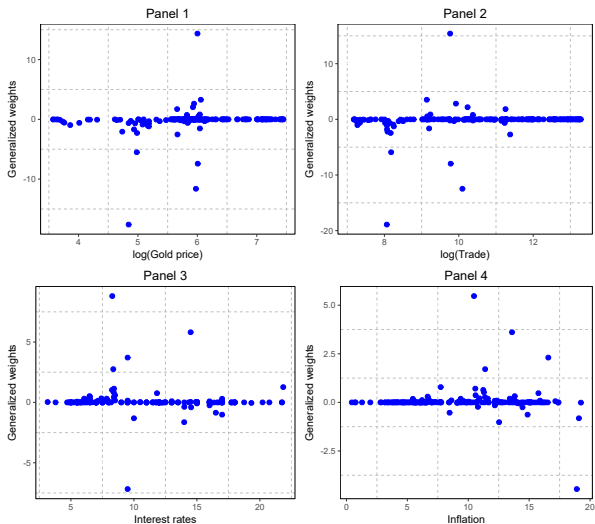 Panel 1
Generalized weights
10
0
-10
4 5 6 7
log(Gold price)
Panel 2
Generalized weights
10
0
-10
-20
8 10 12
log(Trade)
Panel 3
Generalized weights
5
0
-5
5 10 15 20
Interest rates
Panel 4
Generalized weights
5.0
2.5
0.0
-2.5
0 5 10 15 20
Inflation